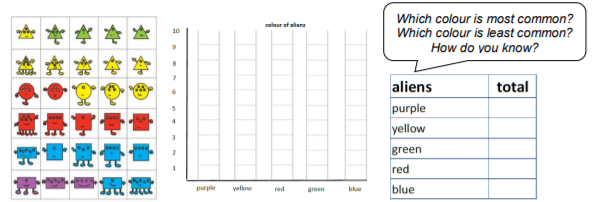 colour of aliens
10
9
8
7
6
5
4
3
2
1
purple yellow red green blue
Which colour is most common?
Which colour is least common?
How do you know?
aliens total
purple
yellow
green
red
blue